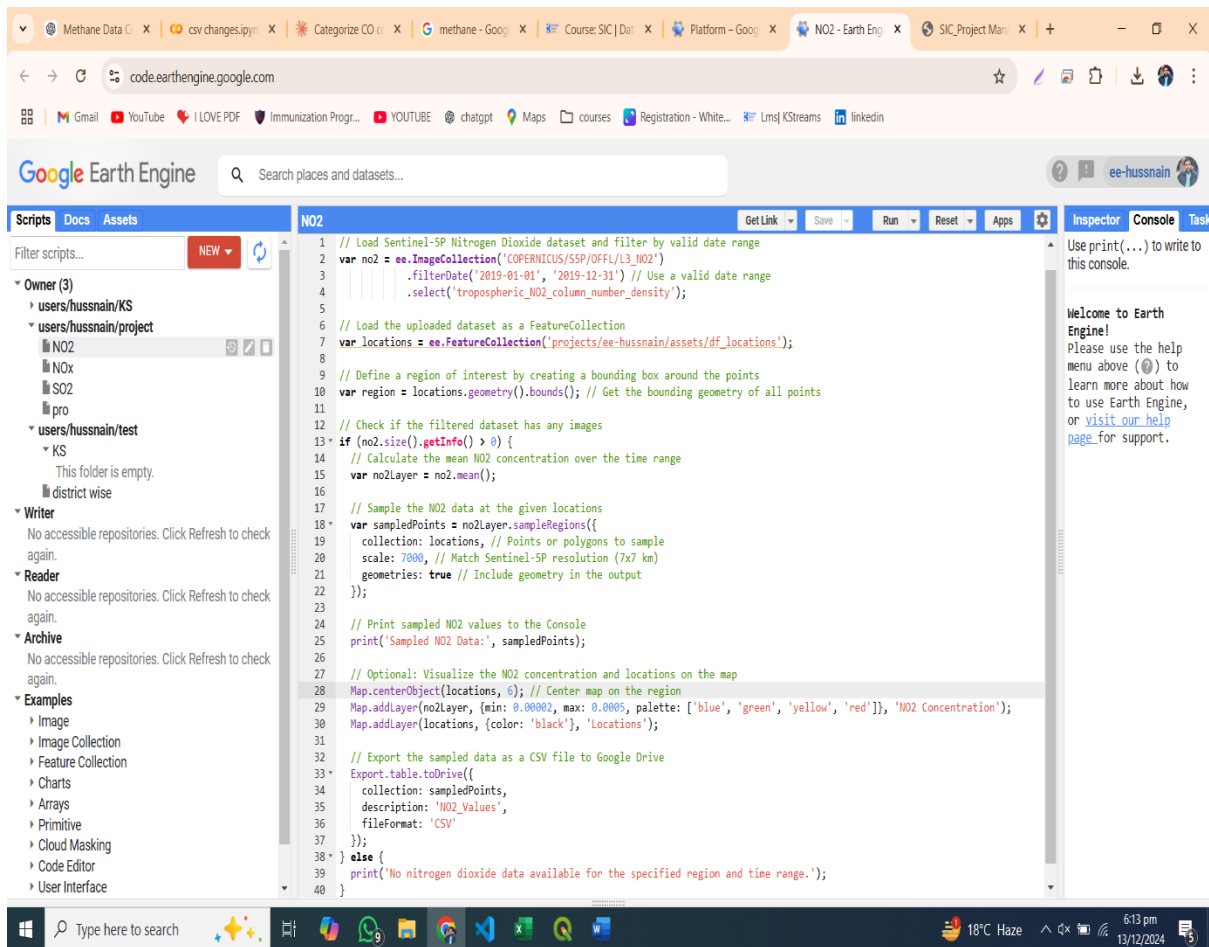 Methane Data C
csv changes.ipyn
Categorize CO c
methane - Goog
Course: SIC | Dat
Platform – Goog
NO2 - Earth Eng
SIC_Project Man
code.earthengine.google.com
Gmail YouTube I LOVE PDF Immunization Progr... YOUTUBE chatgpt Maps courses Registration - White... Lms| KStreams linkedin
Google Earth Engine
Search places and datasets...
ee-hussnain
Scripts Docs Assets
Filter scripts...
NEW
Owner (3)
users/hussnain/KS
users/hussnain/project
NO2
NOx
SO2
pro
users/hussnain/test
KS
This folder is empty.
district wise
Writer
No accessible repositories. Click Refresh to check
again.
Reader
No accessible repositories. Click Refresh to check
again.
Archive
No accessible repositories. Click Refresh to check
again.
Examples
Image
Image Collection
Feature Collection
Charts
Arrays
Primitive
Cloud Masking
Code Editor
User Interface
NO2
Get Link Save Run Reset Apps
1 // Load Sentinel-5P Nitrogen Dioxide dataset and filter by valid date range
2 var no2 = ee.ImageCollection('COPERNICUS/S5P/OFFL/L3_NO2')
3 .filterDate('2019-01-01', '2019-12-31') // Use a valid date range
4 .select('tropospheric_NO2_column_number_density');
5
6 // Load the uploaded dataset as a FeatureCollection
7 var locations = ee.FeatureCollection('projects/ee-hussnain/assets/df_locations');
8
9 // Define a region of interest by creating a bounding box around the points
10 var region = locations.geometry().bounds(); // Get the bounding geometry of all points
11
12 // Check if the filtered dataset has any images
13 if (no2.size().getInfo() > 0) {
14 // Calculate the mean NO2 concentration over the time range
15 var no2Layer = no2.mean();
16
17 // Sample the NO2 data at the given locations
18 var sampledPoints = no2Layer.sampleRegions({
19 collection: locations, // Points or polygons to sample
20 scale: 7000, // Match Sentinel-5P resolution (7x7 km)
21 geometries: true // Include geometry in the output
22 });
23
24 // Print sampled NO2 values to the Console
25 print('Sampled NO2 Data:', sampledPoints);
26
27 // Optional: Visualize the NO2 concentration and locations on the map
28 Map.centerObject(locations, 6); // Center map on the region
29 Map.addLayer(no2Layer, {min: 0.00002, max: 0.0005, palette: ['blue', 'green', 'yellow', 'red']}, 'NO2 Concentration');
30 Map.addLayer(locations, {color: 'black'}, 'Locations');
31
32 // Export the sampled data as a CSV file to Google Drive
33 Export.table.toDrive({
34 collection: sampledPoints,
35 description: 'NO2_Values',
36 fileFormat: 'CSV'
37 });
38 } else {
39 print('No nitrogen dioxide data available for the specified region and time range.');
40 }
Inspector Console Task
Use print(...) to write to
this console.
Welcome to Earth
Engine!
Please use the help
menu above (?) to
learn more about how
to use Earth Engine,
or visit our help
page for support.
Type here to search
9
18°C Haze
6:13 pm
13/12/2024
5